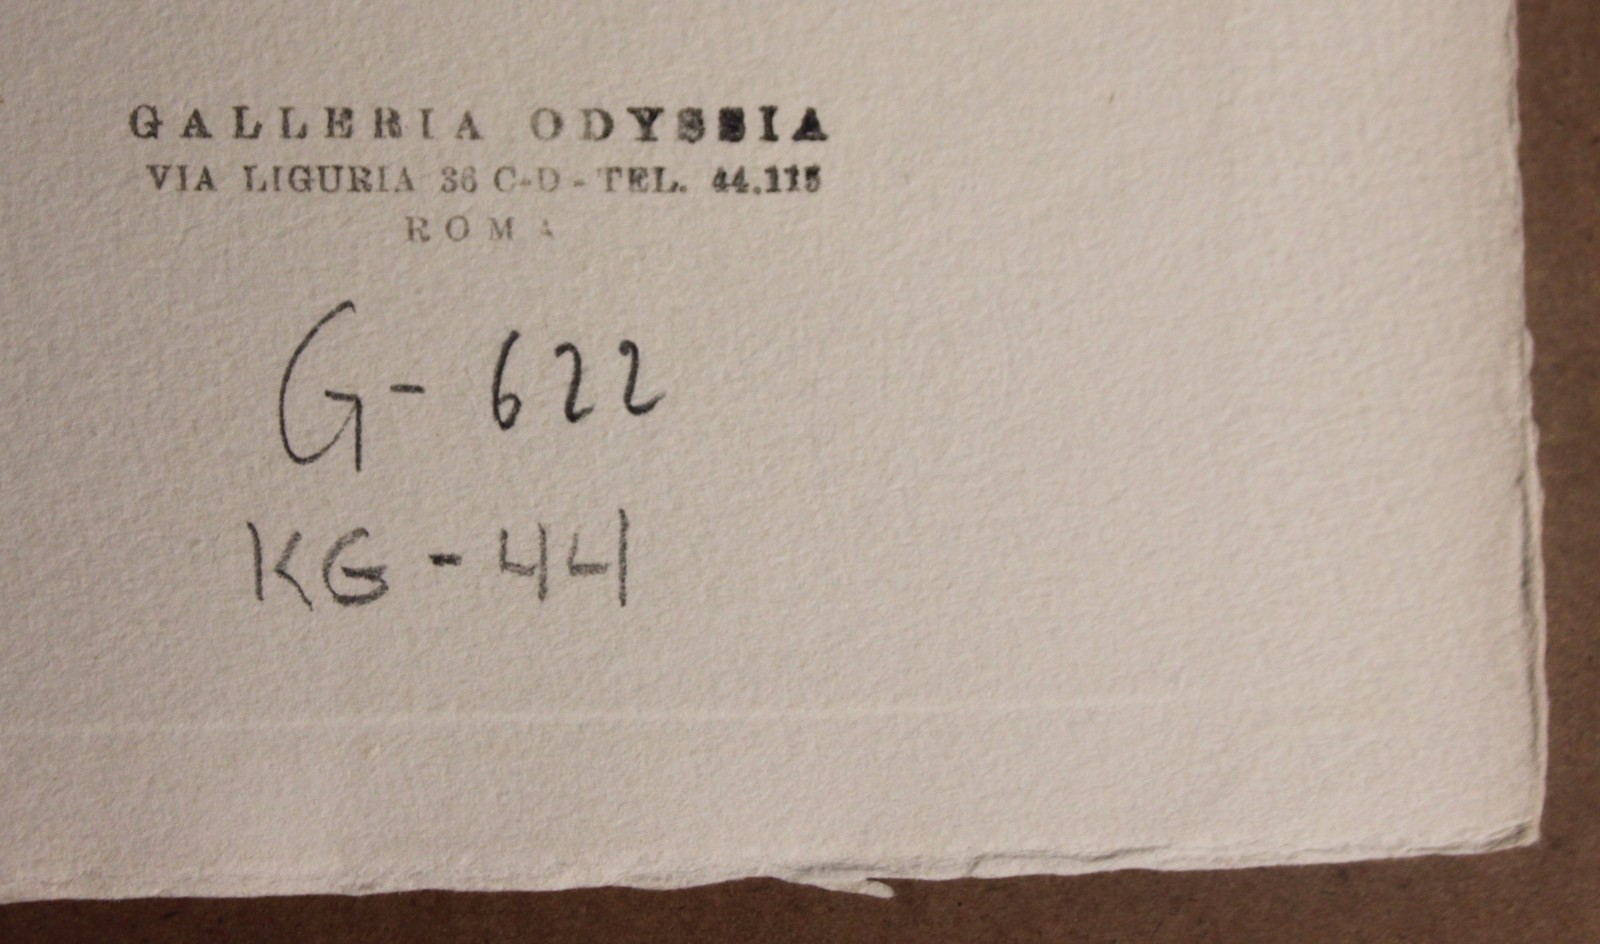 GALLERIA ODYSSIA
VIA LIGURIA 36 C-D - TEL. 44.115
ROMA
G- 622
KG - 44